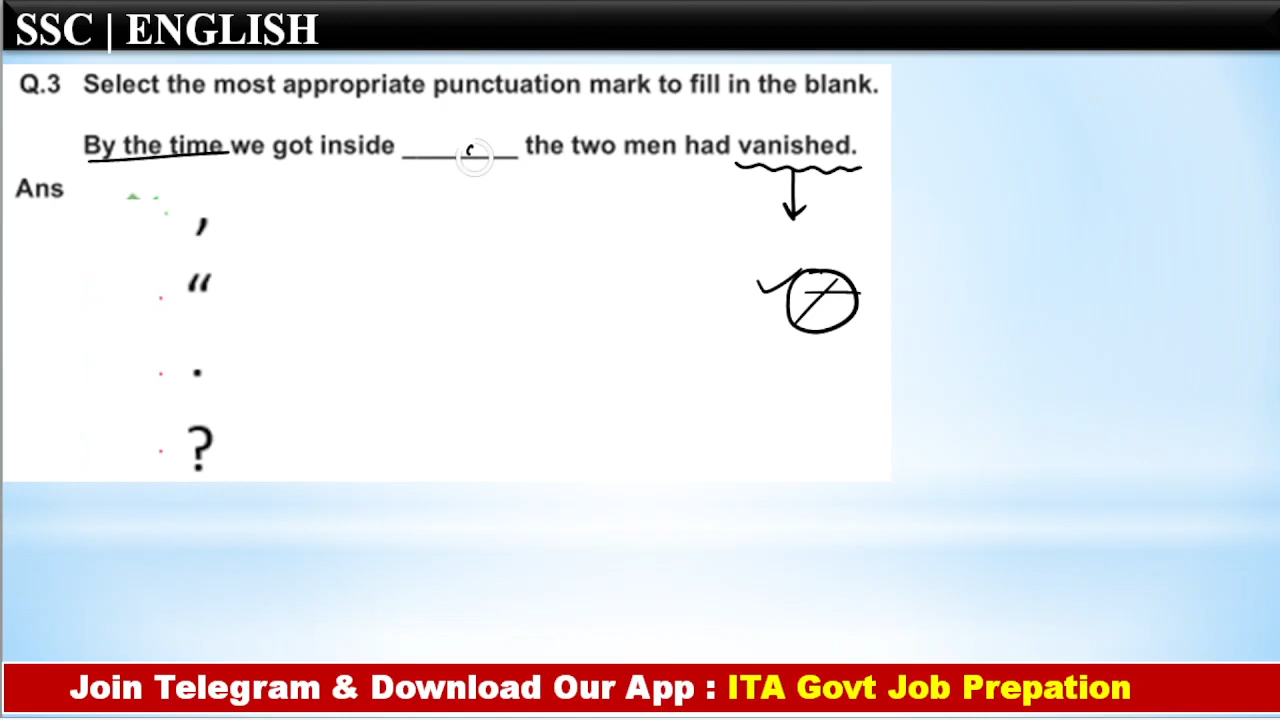 SSC | ENGLISH
Q.3 Select the most appropriate punctuation mark to fill in the blank.
By the time we got inside ________ the two men had vanished.
Ans
,
“
.
?
Join Telegram & Download Our App : ITA Govt Job Prepation